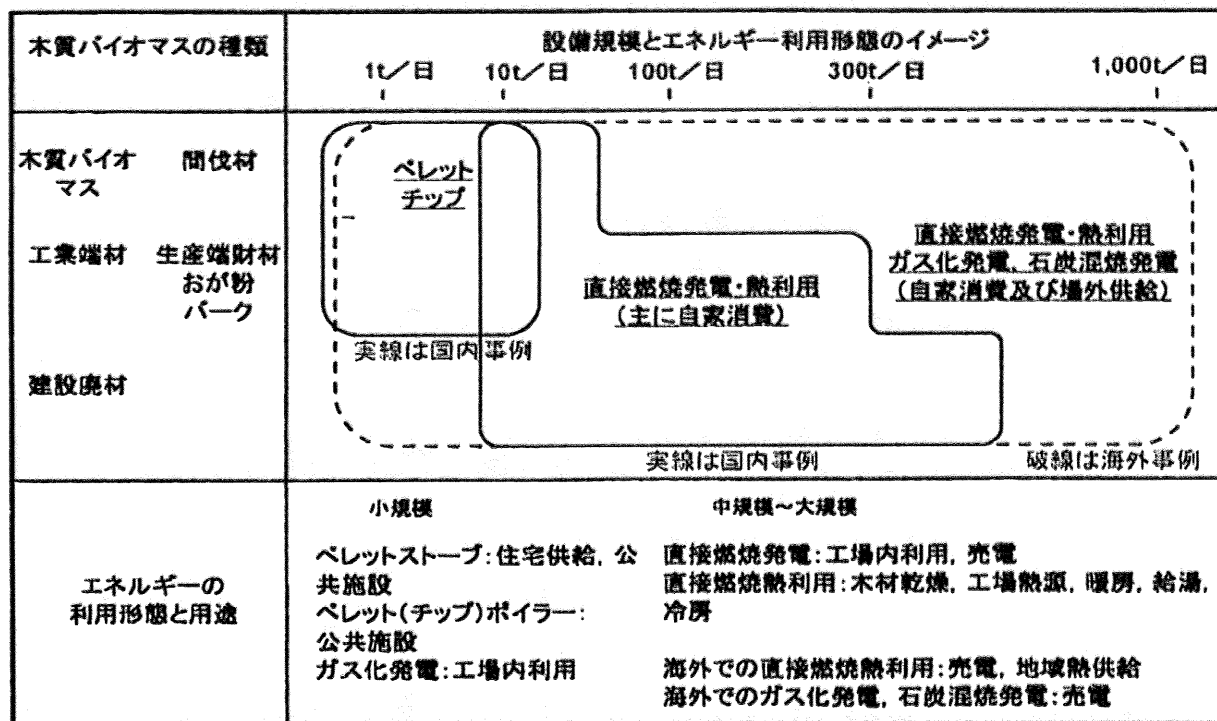 木質バイオマスの種類
設備規模とエネルギー利用形態のイメージ
1t／日 10t／日 100t／日 300t／日 1,000t／日
木質バイオ
マス
間伐材
ペレット
チップ
工業端材
生産端財材
おが粉
バーク
直接燃焼発電・熱利用
(主に自家消費)
直接燃焼発電・熱利用
ガス化発電, 石炭混焼発電
(自家消費及び場外供給)
実線は国内事例
建設廃材
実線は国内事例
破線は海外事例
エネルギーの
利用形態と用途
小規模
ペレットストーブ：住宅供給, 公
共施設
ペレット(チップ)ボイラー：
公共施設
ガス化発電：工場内利用
中規模～大規模
直接燃焼発電：工場内利用, 売電
直接燃焼熱利用：木材乾燥, 工場熱源, 暖房, 給湯,
冷房
海外での直接燃焼熱利用：売電, 地域熱供給
海外でのガス化発電, 石炭混焼発電：売電